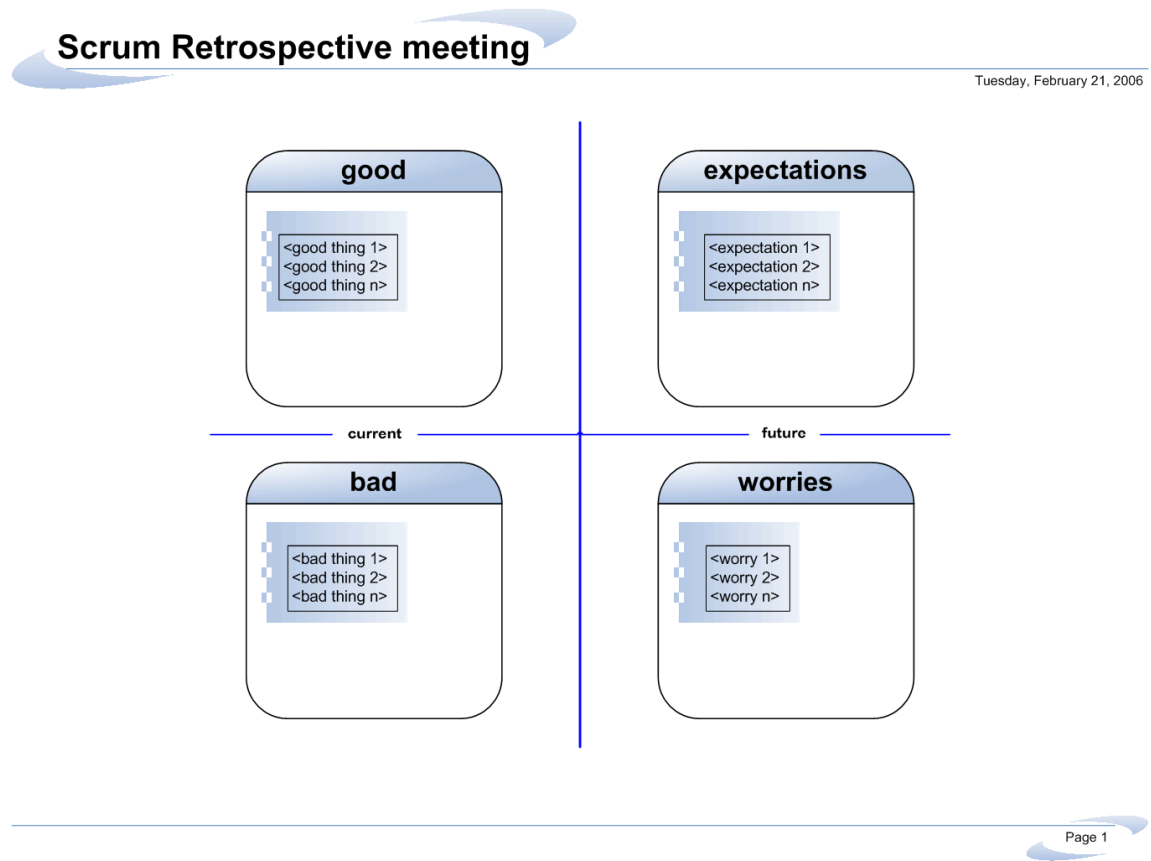 Scrum Retrospective meeting
Tuesday, February 21, 2006
good
<good thing 1>
<good thing 2>
<good thing n>
expectations
<expectation 1>
<expectation 2>
<expectation n>
current
future
bad
<bad thing 1>
<bad thing 2>
<bad thing n>
worries
<worry 1>
<worry 2>
<worry n>
Page 1